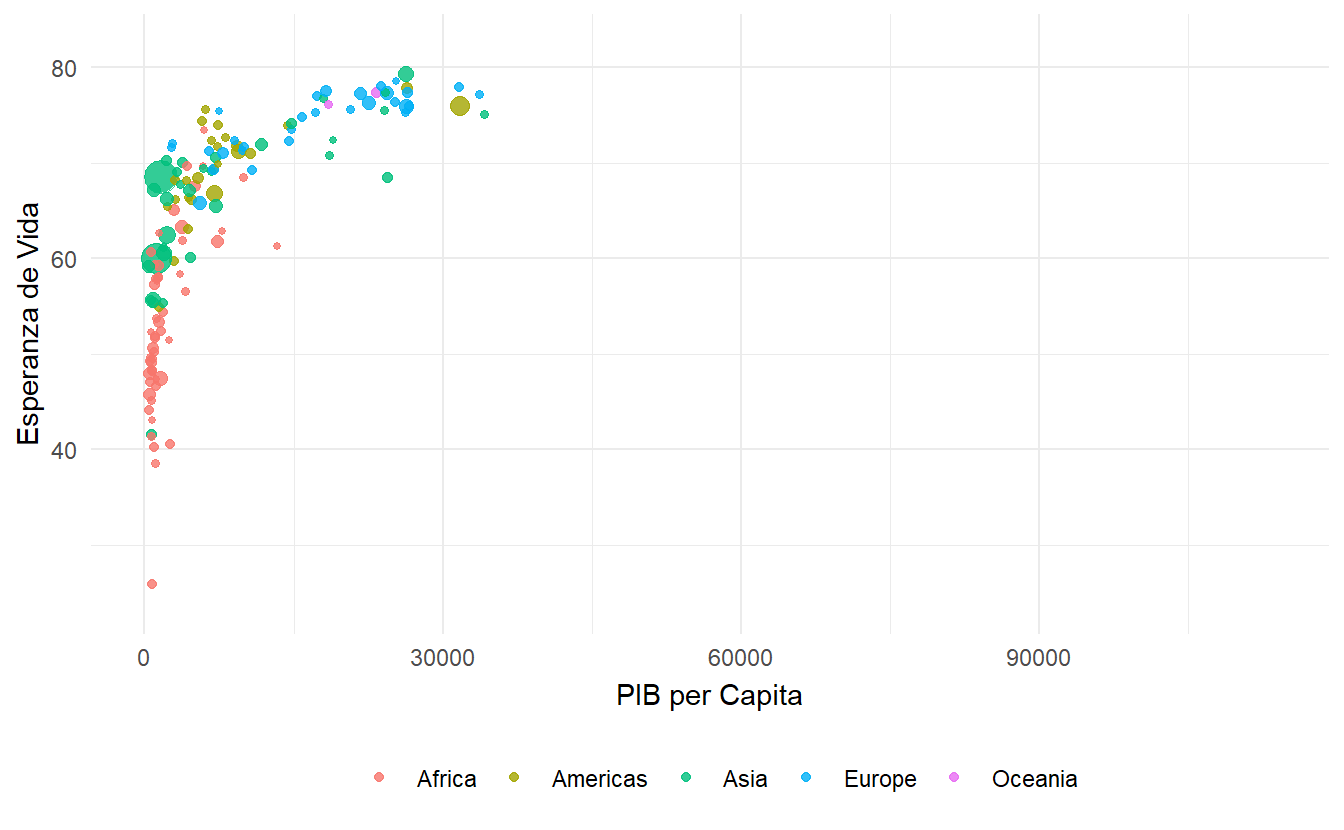 80
60
40
Esperanza de Vida
0 30000 60000 90000
PIB per Capita
Africa Americas Asia Europe Oceania